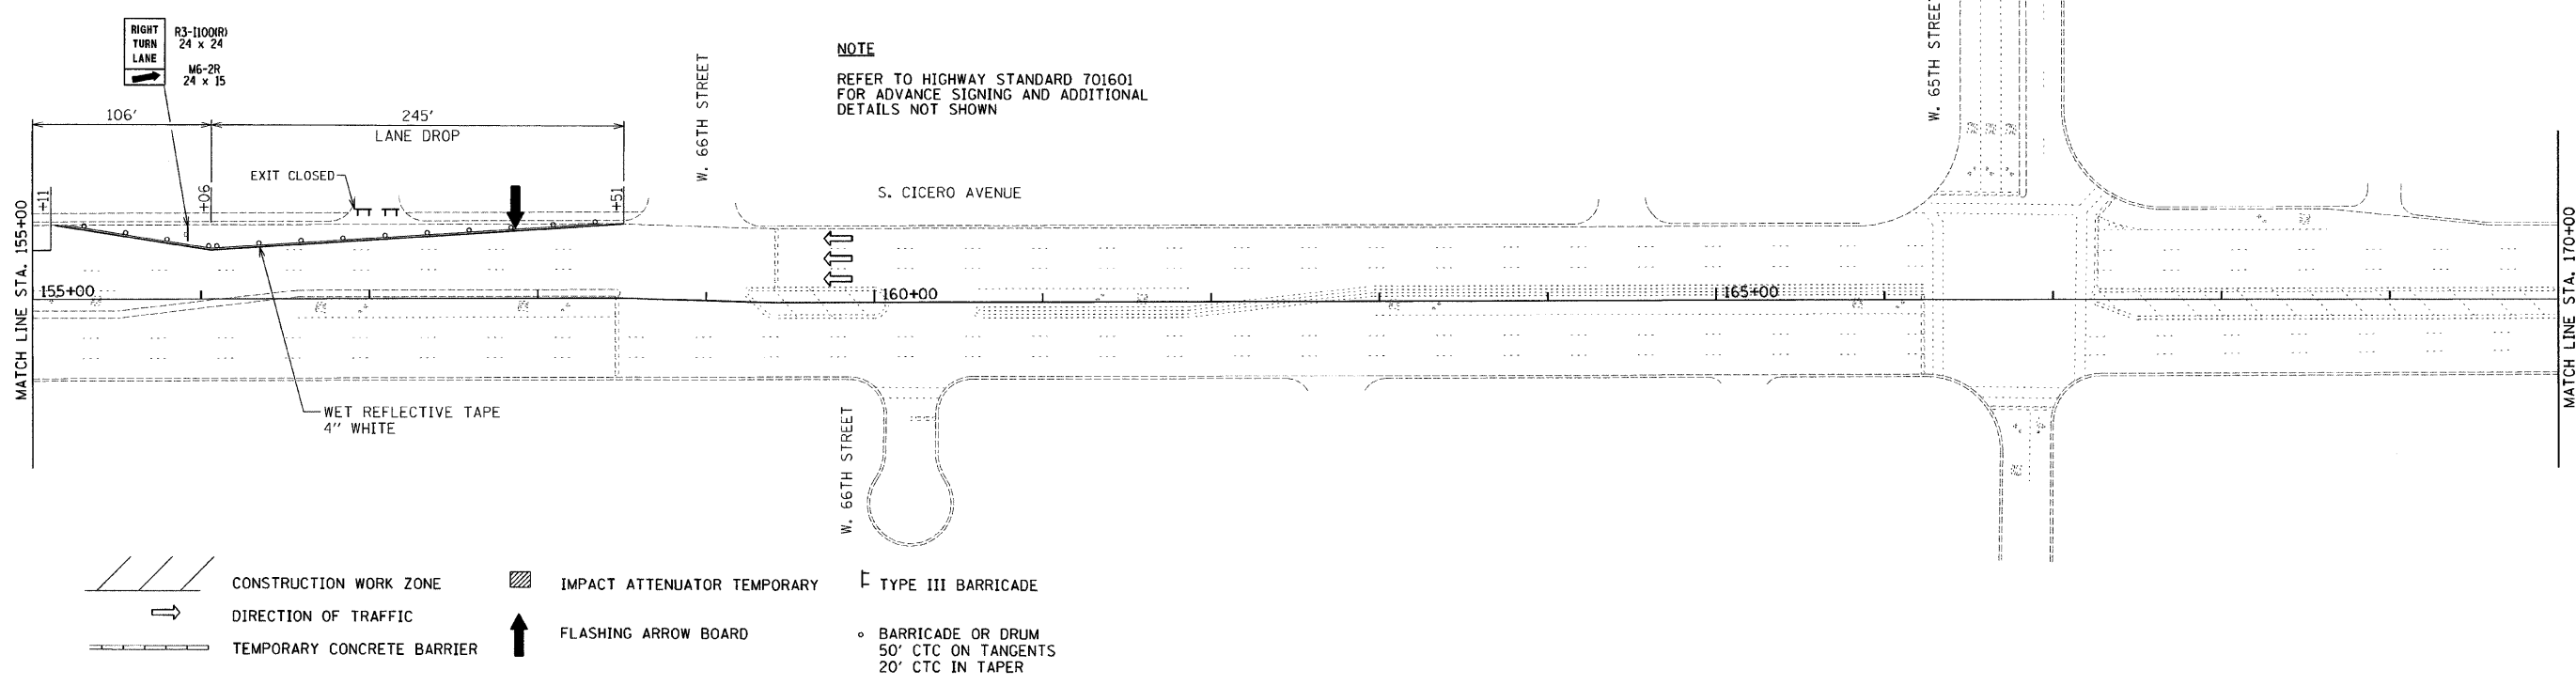 RIGHT
TURN
LANE
R3-I100(R)
24 x 24
M6-2R
24 x 15
106'
245'
LANE DROP
EXIT CLOSED
+11
+06
+51
W. 66TH STREET
NOTE
REFER TO HIGHWAY STANDARD 701601
FOR ADVANCE SIGNING AND ADDITIONAL
DETAILS NOT SHOWN
S. CICERO AVENUE
W. 65TH STREET
MATCH LINE STA. 155+00
155+00
160+00
165+00
MATCH LINE STA. 170+00
WET REFLECTIVE TAPE
4" WHITE
W. 66TH STREET
CONSTRUCTION WORK ZONE
DIRECTION OF TRAFFIC
TEMPORARY CONCRETE BARRIER
IMPACT ATTENUATOR TEMPORARY
FLASHING ARROW BOARD
TYPE III BARRICADE
BARRICADE OR DRUM
50' CTC ON TANGENTS
20' CTC IN TAPER